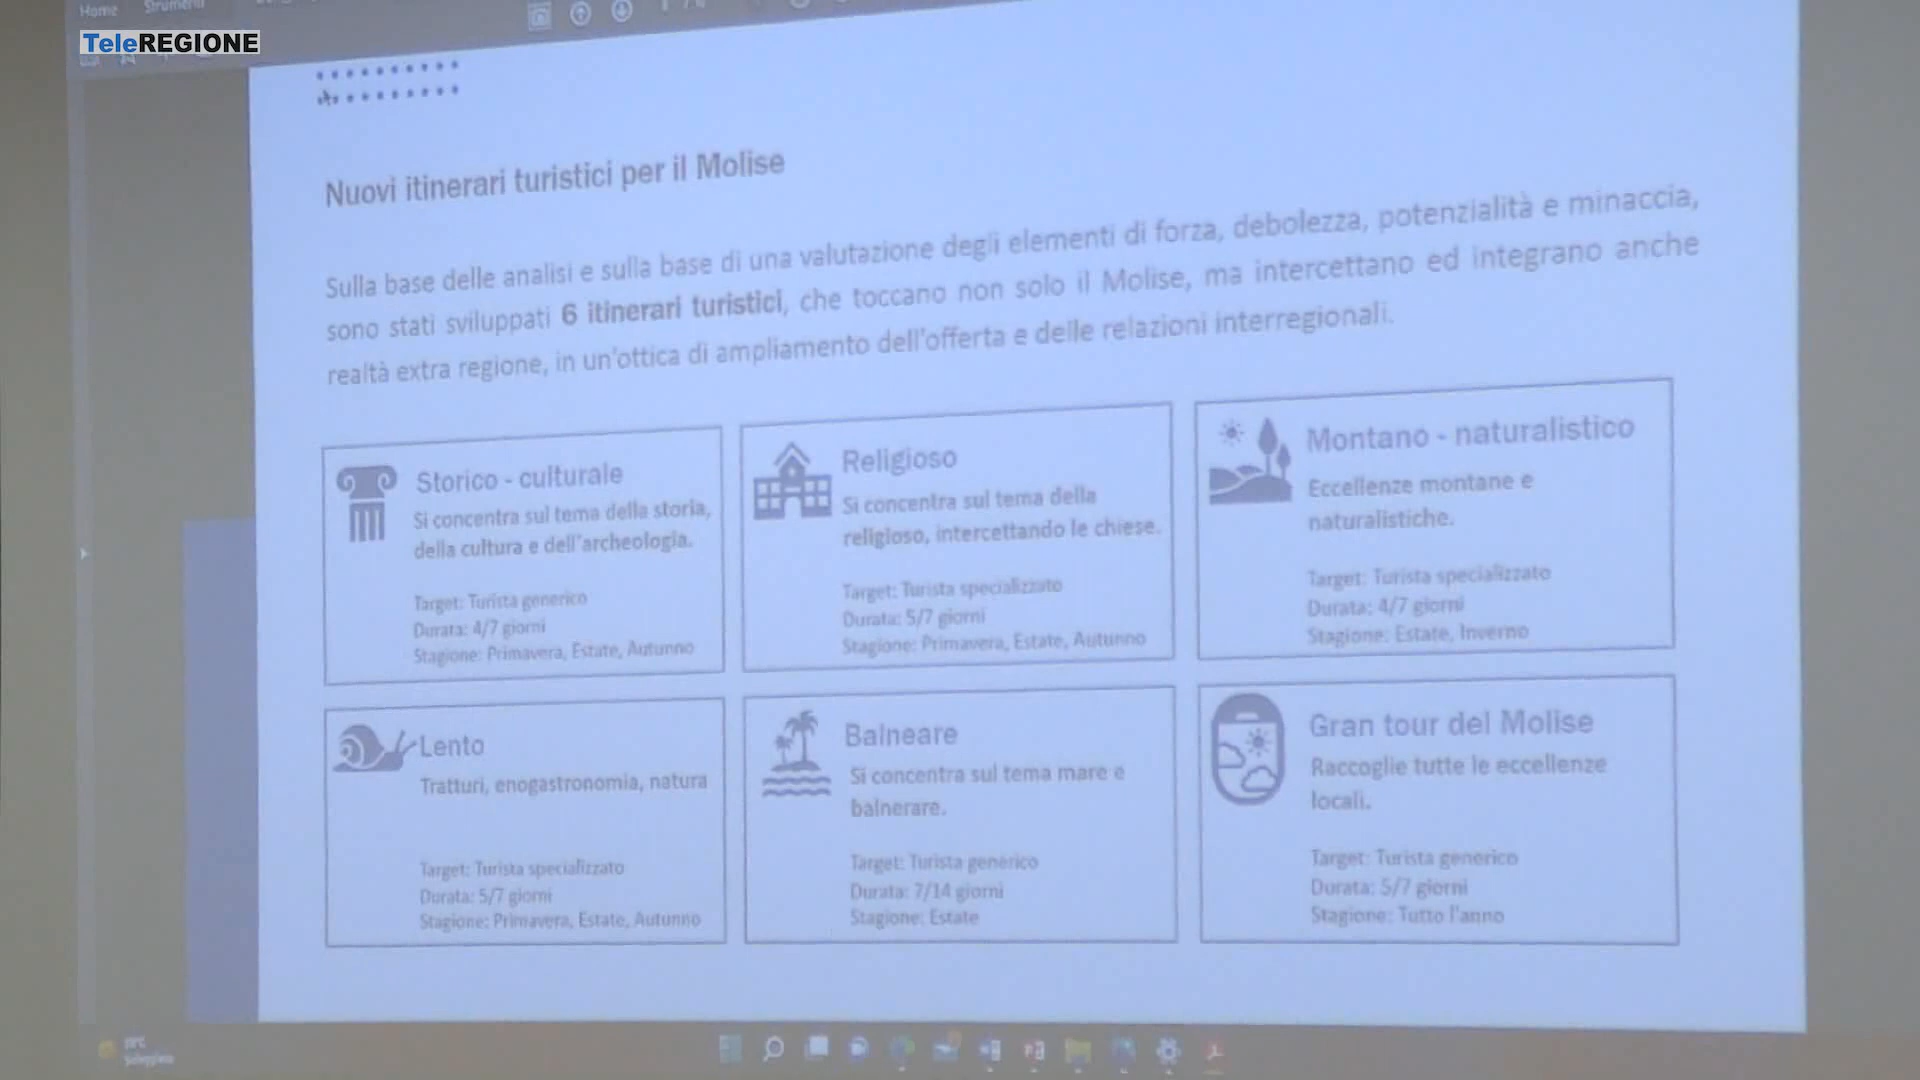 Home Strumenti
TeleREGIONE
Nuovi itinerari turistici per il Molise
Sulla base delle analisi e sulla base di una valutazione degli elementi di forza, debolezza, potenzialità e minaccia,
sono stati sviluppati 6 itinerari turistici, che toccano non solo il Molise, ma intercettano ed integrano anche
realtà extra regione, in un'ottica di ampliamento dell'offerta e delle relazioni interregionali.
Storico - culturale
Si concentra sul tema della storia,
della cultura e dell'archeologia.
Target: Turista generico
Durata: 4/7 giorni
Stagione: Primavera, Estate, Autunno
Religioso
Si concentra sul tema della
religioso, intercettando le chiese.
Target: Turista specializzato
Durata: 5/7 giorni
Stagione: Primavera, Estate, Autunno
Montano - naturalistico
Eccellenze montane e
naturalistiche.
Target: Turista specializzato
Durata: 4/7 giorni
Stagione: Estate, Inverno
Lento
Tratturi, enogastronomia, natura
Target: Turista specializzato
Durata: 5/7 giorni
Stagione: Primavera, Estate, Autunno
Balneare
Si concentra sul tema mare e
balnerare.
Target: Turista generico
Durata: 7/14 giorni
Stagione: Estate
Gran tour del Molise
Raccoglie tutte le eccellenze
locali.
Target: Turista generico
Durata: 5/7 giorni
Stagione: Tutto l'anno